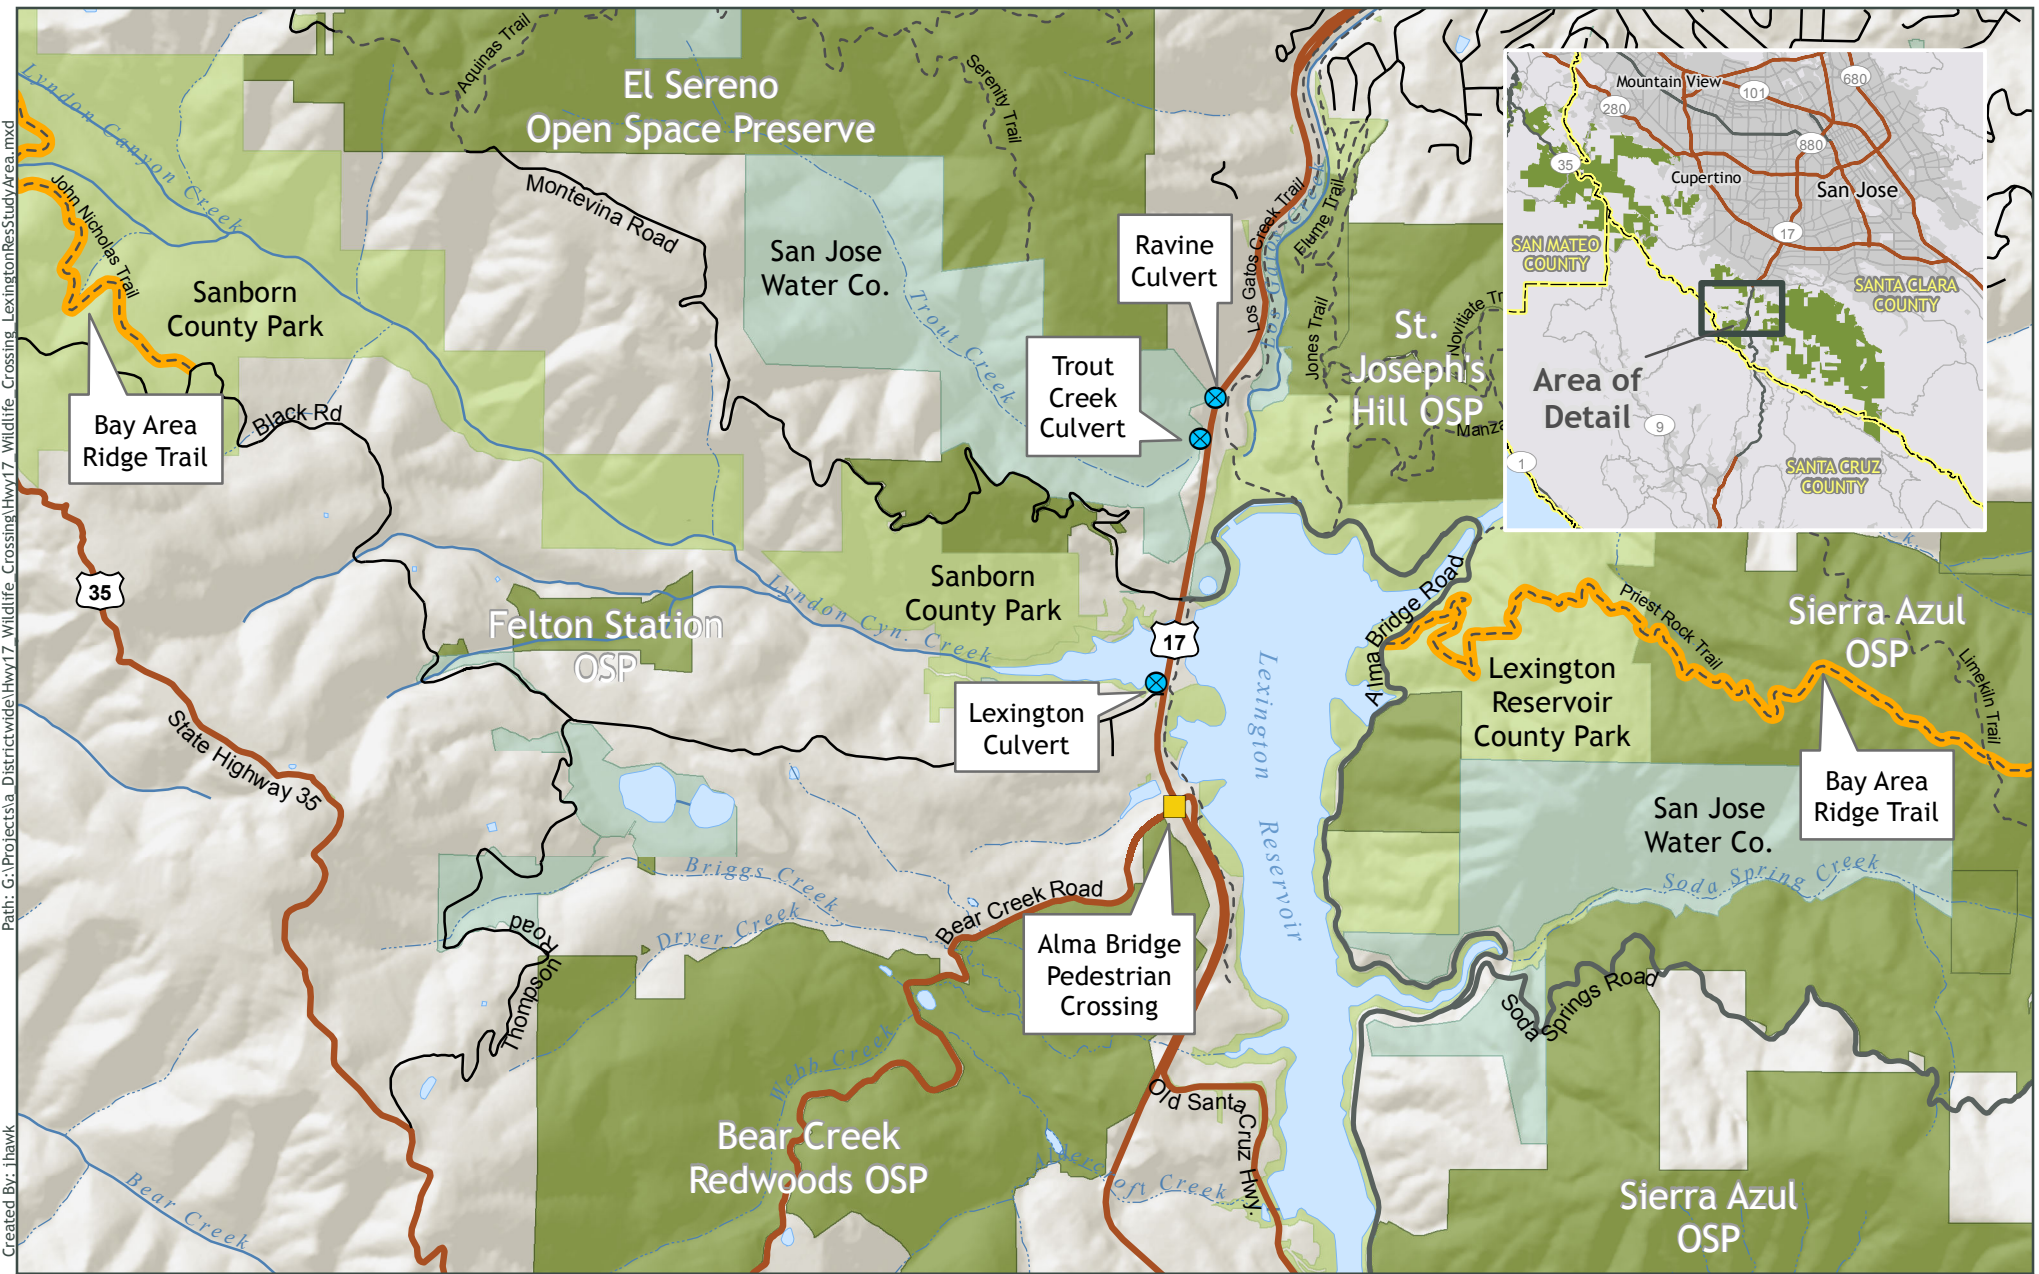 Path: G:\Projects\a_Districtwide\Hwy17_Wildlife_Crossing\Hwy17_Wildlife_Crossing_LexingtonResStudyArea.mxd
Created By: jhawk
Lyndon Canyon Creek
John Nicholas Trail
Aquinas Trail
El Sereno
Open Space Preserve
Serenity Trail
Montevina Road
San Jose
Water Co.
Trout Creek
Sanborn
County Park
Bay Area
Ridge Trail
Black Rd
Ravine
Culvert
Trout
Creek
Culvert
Los Gatos Creek Trail
Flume Trail
Jones Trail
Novitiate Tr
St.
Joseph's
Hill OSP
Manza
Mountain View
101
680
280
880
35
Cupertino
San Jose
17
SAN MATEO
COUNTY
SANTA CLARA
COUNTY
Area of
Detail
9
1
SANTA CRUZ
COUNTY
35
Felton Station
OSP
Lyndon Cyn. Creek
Sanborn
County Park
17
Lexington
Culvert
Lexington Reservoir
Alma Bridge Road
Priest Rock Trail
Lexington
Reservoir
County Park
Sierra Azul
OSP
Limekiln Trail
Bay Area
Ridge Trail
San Jose
Water Co.
Soda Spring Creek
State Highway 35
Briggs Creek
Dryer Creek
Bear Creek Road
Alma Bridge
Pedestrian
Crossing
Thompson Road
Webb Creek
Soda Springs Road
Old Santa Cruz Hwy.
Bear Creek
Redwoods OSP
Aldercroft Creek
Bear Creek
Sierra Azul
OSP